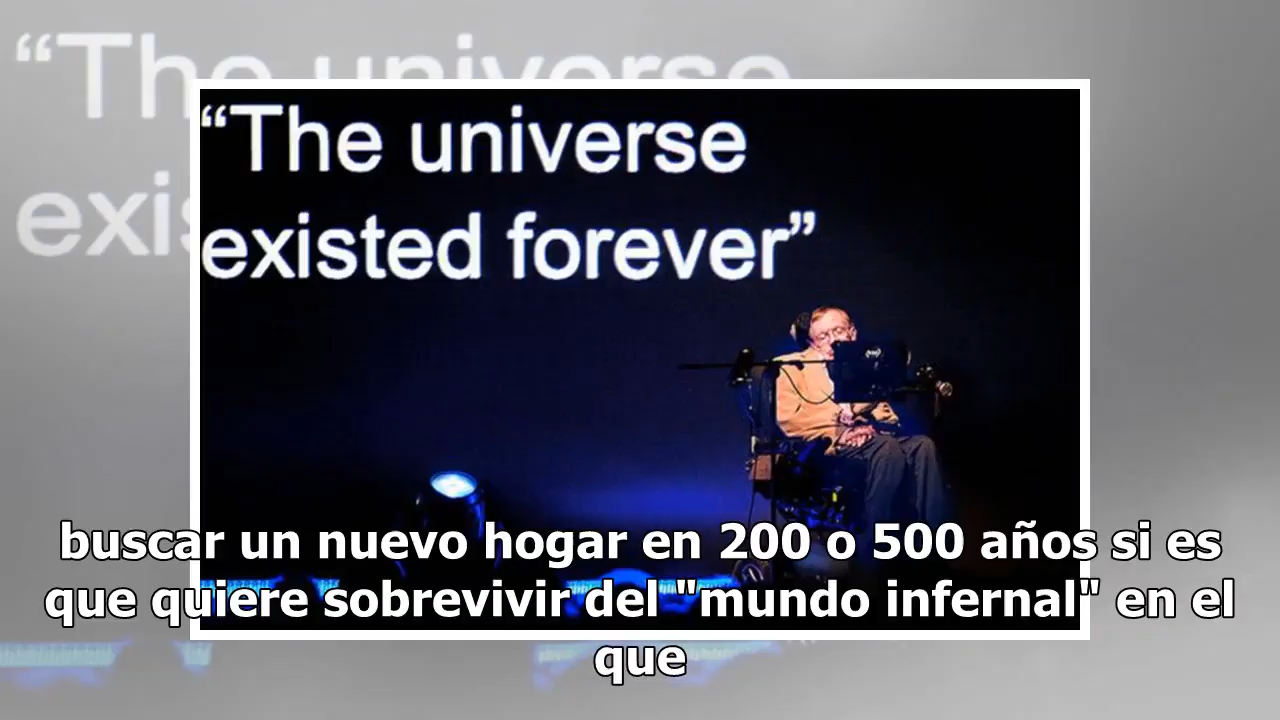 “The universe
existed forever”
buscar un nuevo hogar en 200 o 500 años si es
que quiere sobrevivir del "mundo infernal" en el
que